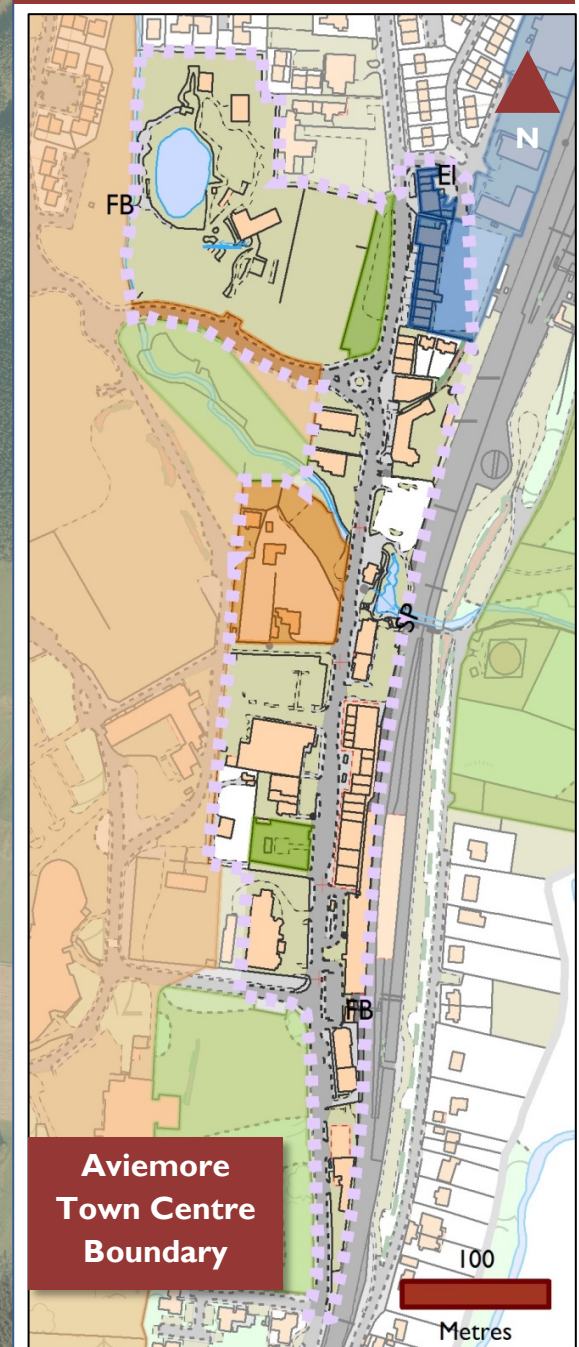 N
EI
FB
SP
FB
Aviemore
Town Centre
Boundary
100
Metres